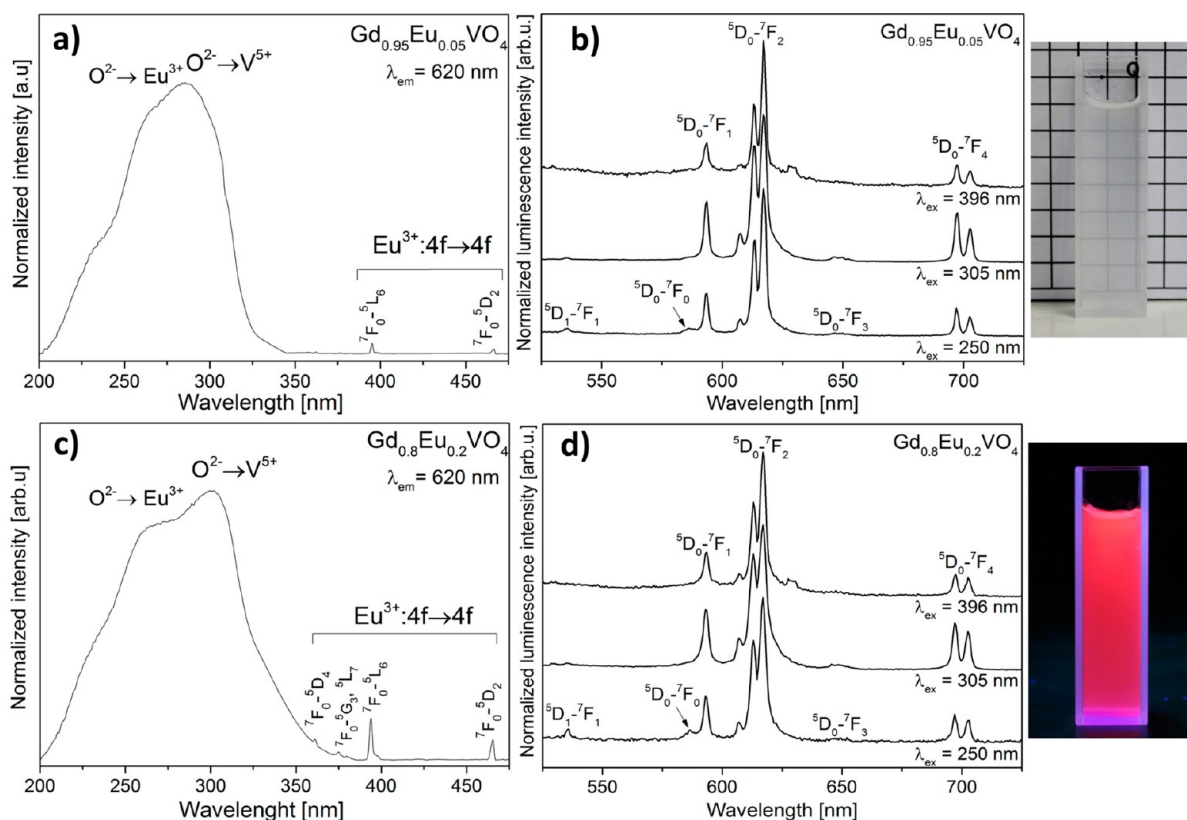 a)
Gd0.95Eu0.05VO4
λem = 620 nm
O2-→ Eu3+ O2-→V5+
Eu3+:4f→4f
7F0-5L6
7F0-5D2
Normalized intensity [a.u]
200 250 300 350 400 450
Wavelength [nm]
b)
Gd0.95Eu0.05VO4
5D0-7F2
5D0-7F1
5D0-7F4
λex = 396 nm
λex = 305 nm
5D0-7F0
5D1-7F1
5D0-7F3
λex = 250 nm
Normalized luminescence intensity [arb.u.]
550 600 650 700
Wavelength [nm]
Q
c)
Gd0.8Eu0.2VO4
λem = 620 nm
O2-→V5+
O2-→ Eu3+
Eu3+:4f→4f
7F0-5D4
7F0-5G3, 5L7
7F0-5L6
7F0-5D2
Normalized intensity [arb.u]
200 250 300 350 400 450
Wavelenght [nm]
d)
Gd0.8Eu0.2VO4
5D0-7F2
5D0-7F1
5D0-7F4
λex = 396 nm
λex = 305 nm
5D0-7F0
5D1-7F1
5D0-7F3
λex = 250 nm
Normalized luminescence intensity [arb.u.]
550 600 650 700
Wavelength [nm]